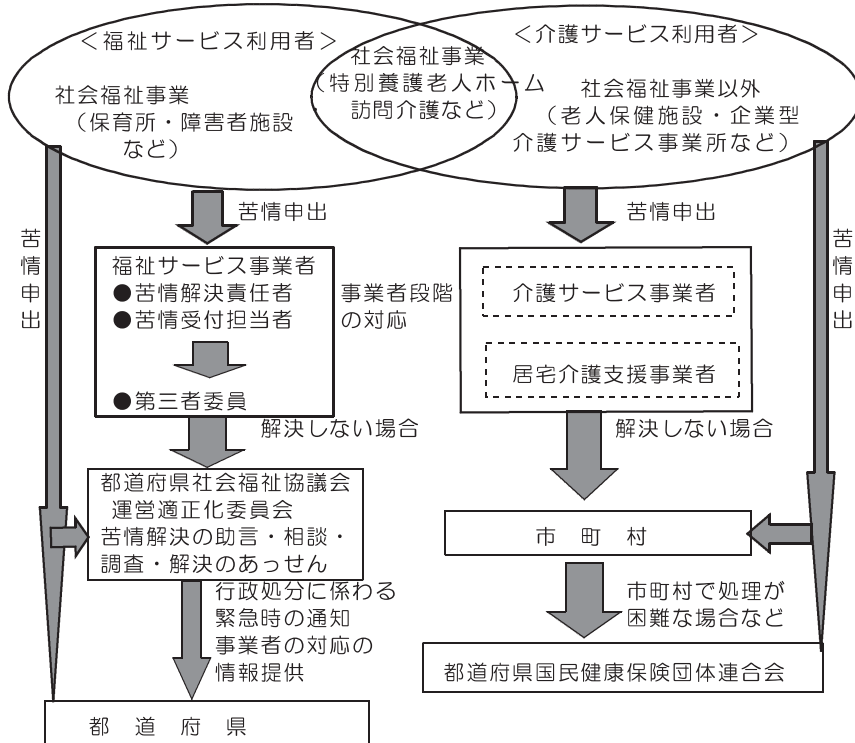 ＜福祉サービス利用者＞
社会福祉事業
（保育所・障害者施設
など）
社会福祉事業
（特別養護老人ホーム
訪問介護など）
＜介護サービス利用者＞
社会福祉事業以外
（老人保健施設・企業型
介護サービス事業所など）
苦情申出
苦情申出
苦情申出
苦情申出
福祉サービス事業者
●苦情解決責任者
●苦情受付担当者
●第三者委員
事業者段階
の対応
介護サービス事業者
居宅介護支援事業者
解決しない場合
解決しない場合
都道府県社会福祉協議会
運営適正化委員会
苦情解決の助言・相談・
調査・解決のあっせん
市 町 村
行政処分に係わる
緊急時の通知
事業者の対応の
情報提供
市町村で処理が
困難な場合など
都道府県国民健康保険団体連合会
都 道 府 県